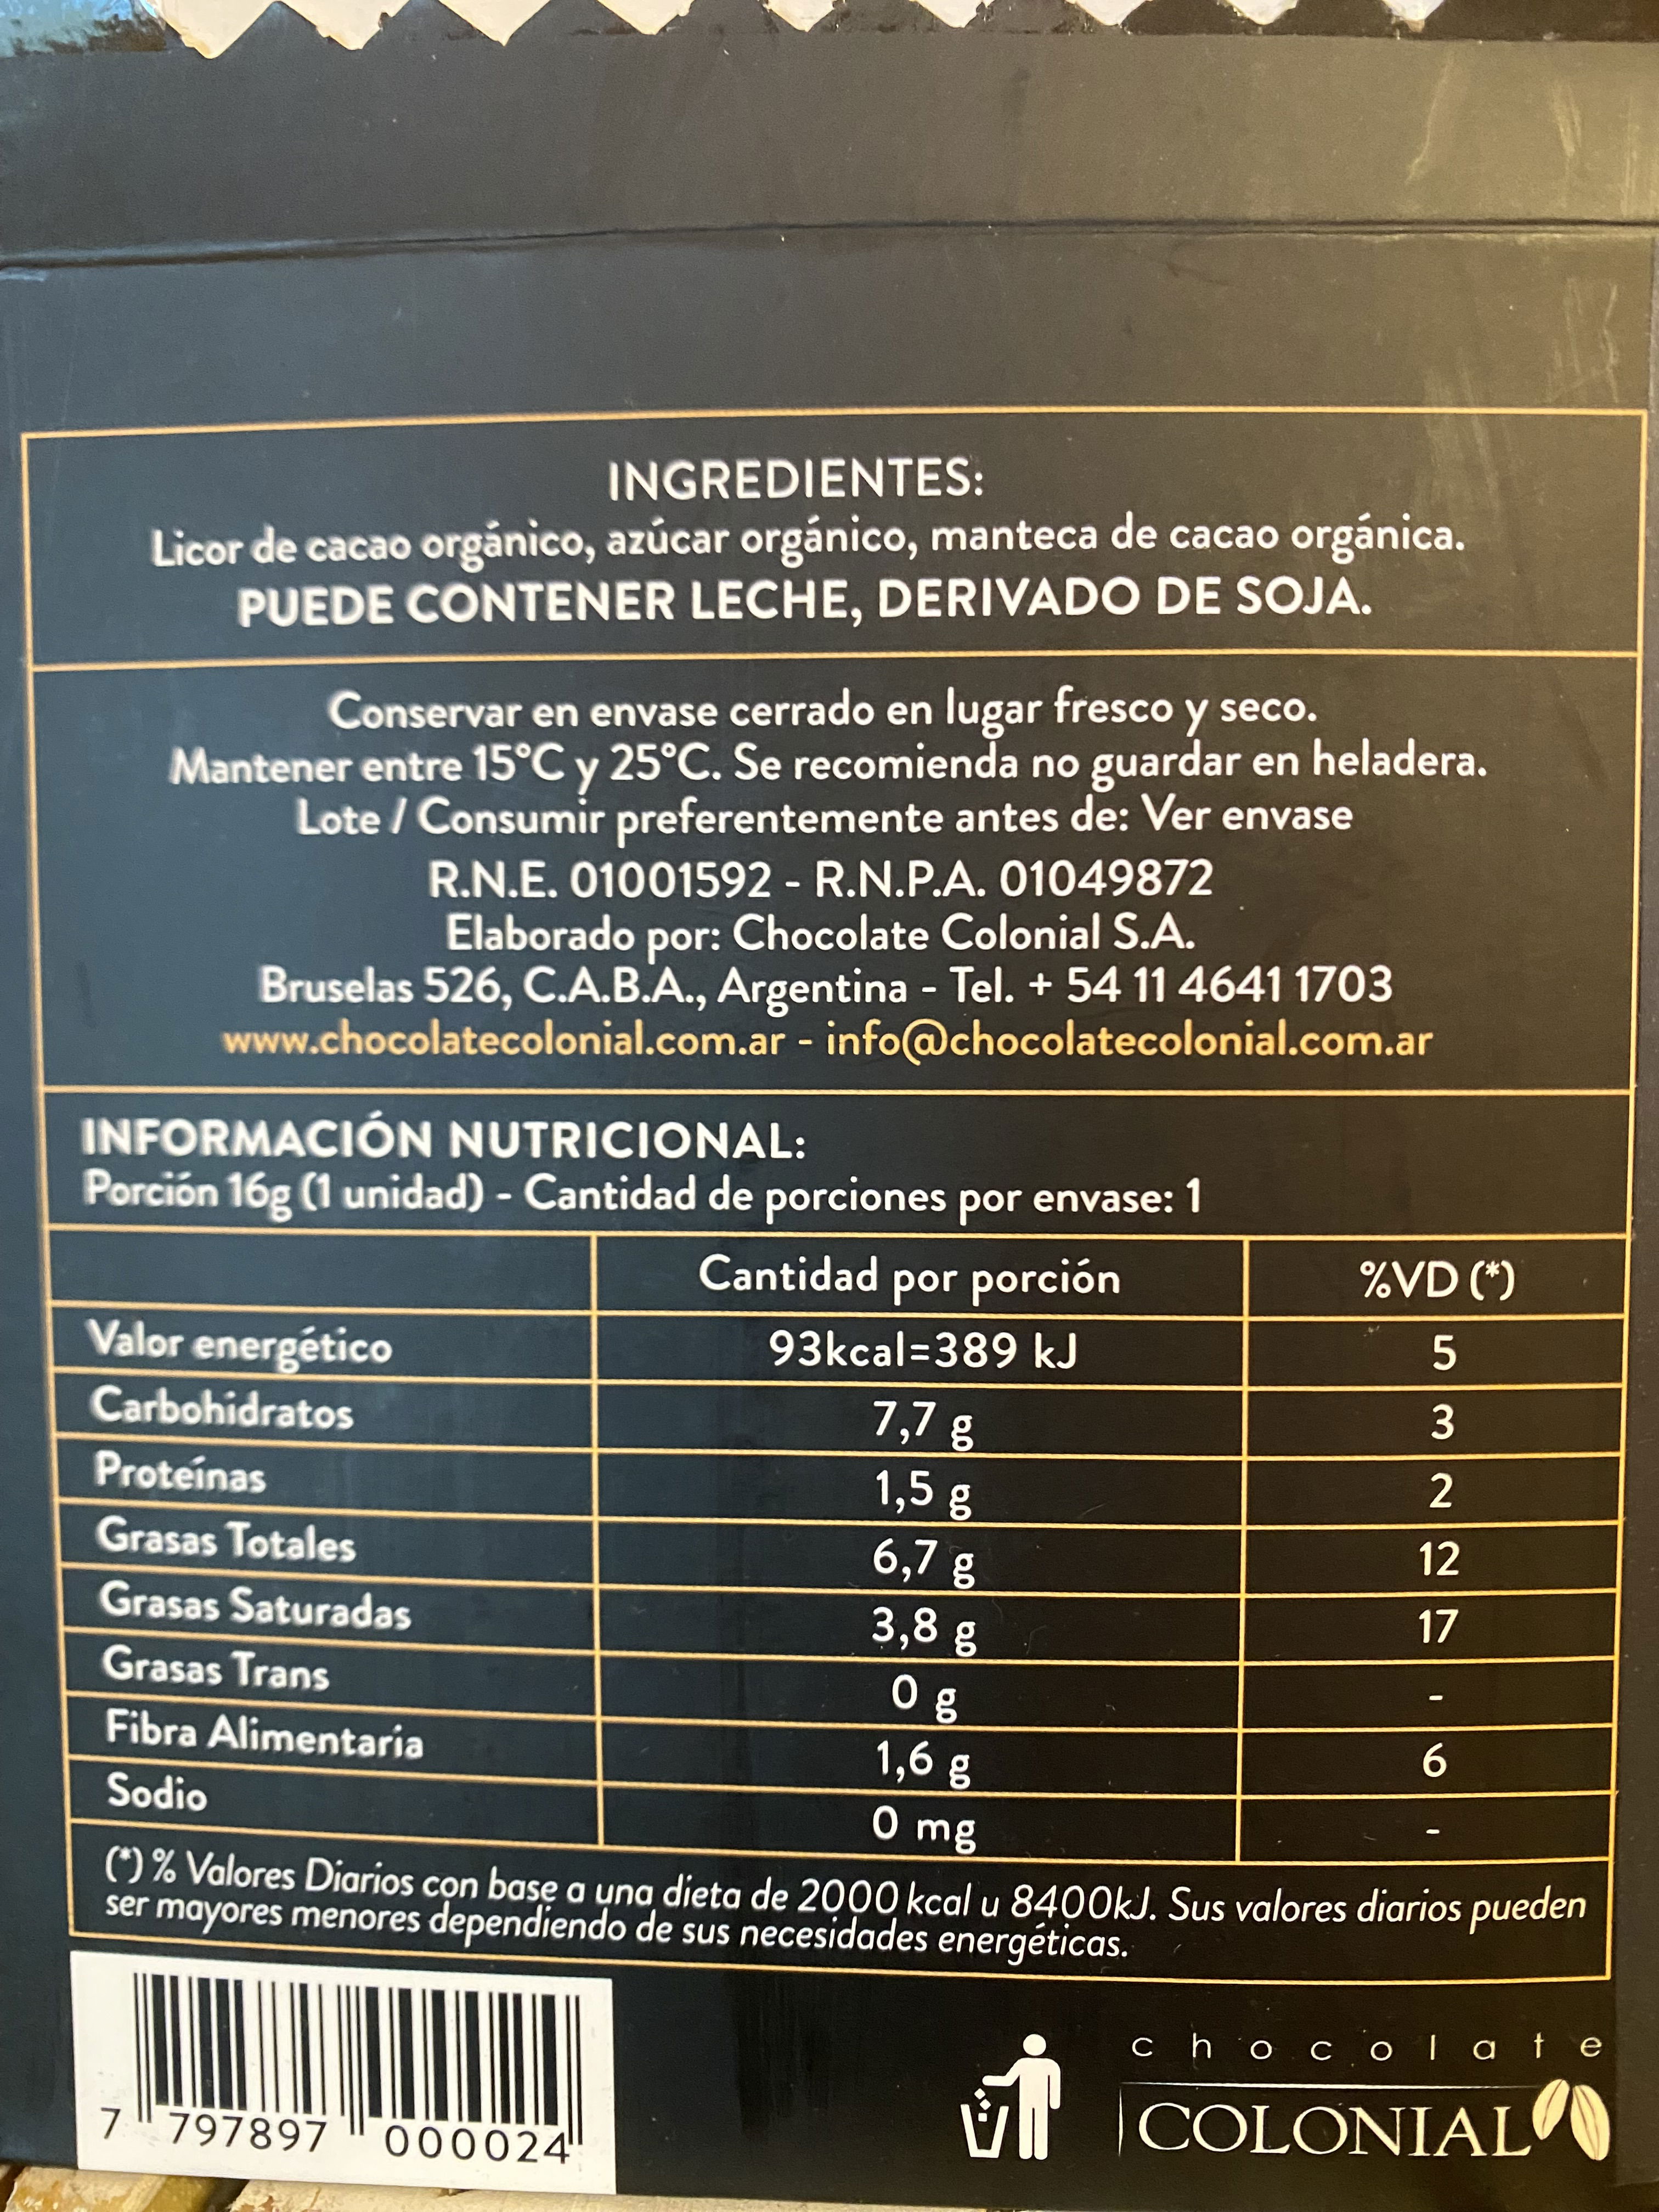 INGREDIENTES:
Licor de cacao orgánico, azúcar orgánico, manteca de cacao orgánica.
PUEDE CONTENER LECHE, DERIVADO DE SOJA.
Conservar en envase cerrado en lugar fresco y seco.
Mantener entre 15°C y 25°C. Se recomienda no guardar en heladera.
Lote / Consumir preferentemente antes de: Ver envase
R.N.E. 01001592 - R.N.P.A. 01049872
Elaborado por: Chocolate Colonial S.A.
Bruselas 526, C.A.B.A., Argentina - Tel. + 54 11 4641 1703
www.chocolatecolonial.com.ar - info@chocolatecolonial.com.ar
INFORMACIÓN NUTRICIONAL:
Porción 16g (1 unidad) - Cantidad de porciones por envase: 1
Cantidad por porción %VD (*)
Valor energético 93kcal=389 kJ 5
Carbohidratos 7,7 g 3
Proteínas 1,5 g 2
Grasas Totales 6,7 g 12
Grasas Saturadas 3,8 g 17
Grasas Trans 0 g -
Fibra Alimentaria 1,6 g 6
Sodio 0 mg -
(*) % Valores Diarios con base a una dieta de 2000 kcal u 8400kJ. Sus valores diarios pueden
ser mayores menores dependiendo de sus necesidades energéticas.
7 797897 000024
chocolate
COLONIAL